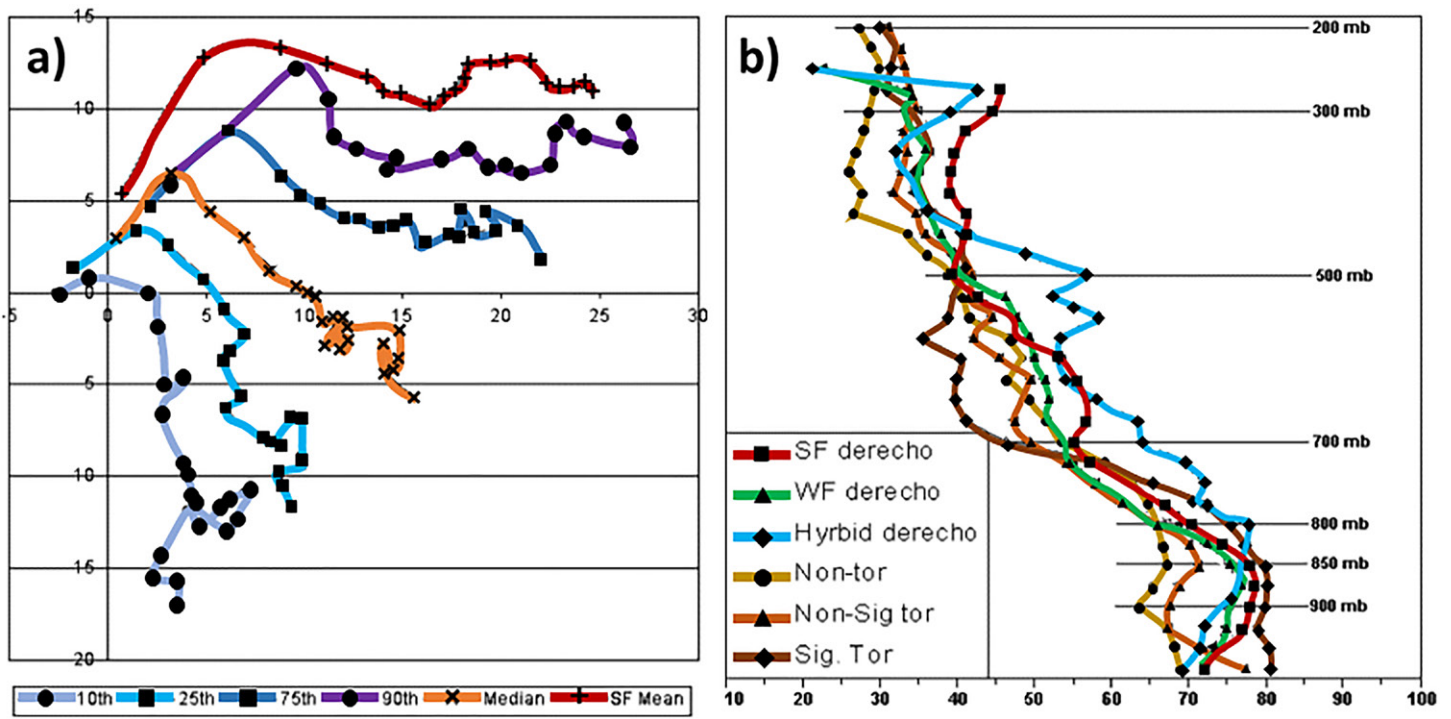 a)
15
10
5
0
5
10
15
20
-5 0 5 10 15 20 25 30
10th 25th 75th 90th Median SF Mean
b)
200 mb
300 mb
500 mb
700 mb
800 mb
850 mb
900 mb
SF derecho
WF derecho
Hyrbid derecho
Non-tor
Non-Sig tor
Sig. Tor
10 20 30 40 50 60 70 80 90 100